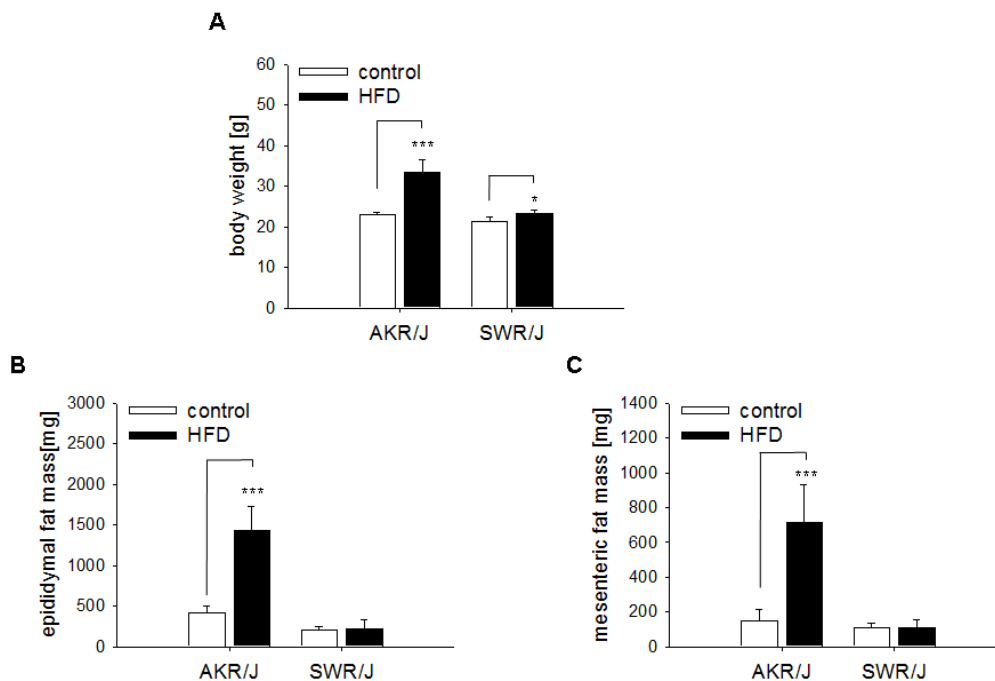 A
body weight [g]
60
50
40
30
20
10
0
control
HFD
***
*
AKR/J
SWR/J
B
epididymal fat mass[mg]
3000
2500
2000
1500
1000
500
0
control
HFD
***
AKR/J
SWR/J
C
mesenteric fat mass [mg]
1400
1200
1000
800
600
400
200
0
control
HFD
***
AKR/J
SWR/J